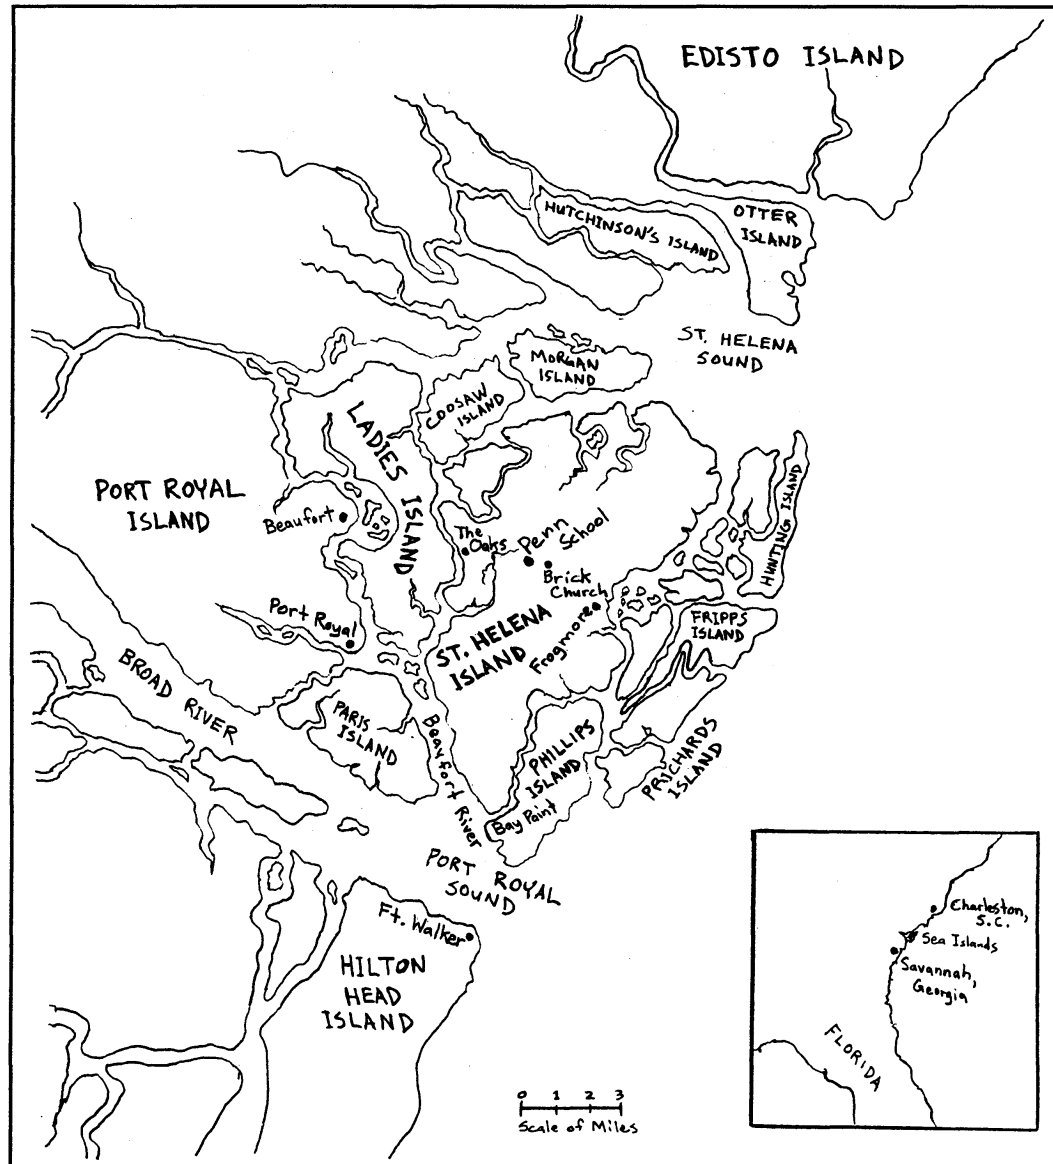 EDISTO ISLAND
OTTER
ISLAND
HUTCHINSON'S ISLAND
ST. HELENA
SOUND
MORGAN
ISLAND
COOSAW
ISLAND
LADIES ISLAND
PORT ROYAL
ISLAND
Beaufort
The
Oaks
Penn
School
Brick
Church
HUNTING ISLAND
Port Royal
ST. HELENA
ISLAND
Frogmore
FRIPPS
ISLAND
BROAD RIVER
PARIS
ISLAND
Beaufort River
PHILLIPS
ISLAND
PRICHARDS
ISLAND
Bay Point
PORT ROYAL
SOUND
Ft. Walker
HILTON
HEAD
ISLAND
0 1 2 3
Scale of Miles
Charleston,
S.C.
Sea Islands
Savannah,
Georgia
FLORIDA